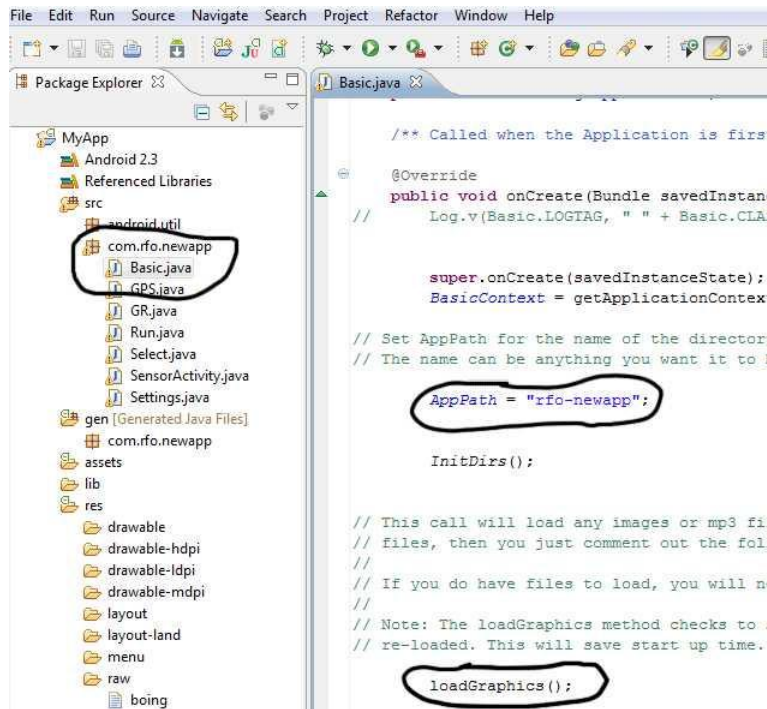 File Edit Run Source Navigate Search Project Refactor Window Help
Package Explorer
MyApp
Android 2.3
Referenced Libraries
src
android.util
com.rfo.newapp
Basic.java
GPS.java
GR.java
Run.java
Select.java
SensorActivity.java
Settings.java
gen [Generated Java Files]
com.rfo.newapp
assets
lib
res
drawable
drawable-hdpi
drawable-ldpi
drawable-mdpi
layout
layout-land
menu
raw
boing
Basic.java
/** Called when the Application is firs
@Override
public void onCreate(Bundle savedInstan
// Log.v(Basic.LOGTAG, " " + Basic.CLA
super.onCreate(savedInstanceState);
BasicContext = getApplicationContex
// Set AppPath for the name of the director
// The name can be anything you want it to
AppPath = "rfo-newapp";
InitDirs();
// This call will load any images or mp3 fi
// files, then you just comment out the fol
//
// If you do have files to load, you will n
//
// Note: The loadGraphics method checks to
// re-loaded. This will save start up time.
loadGraphics();